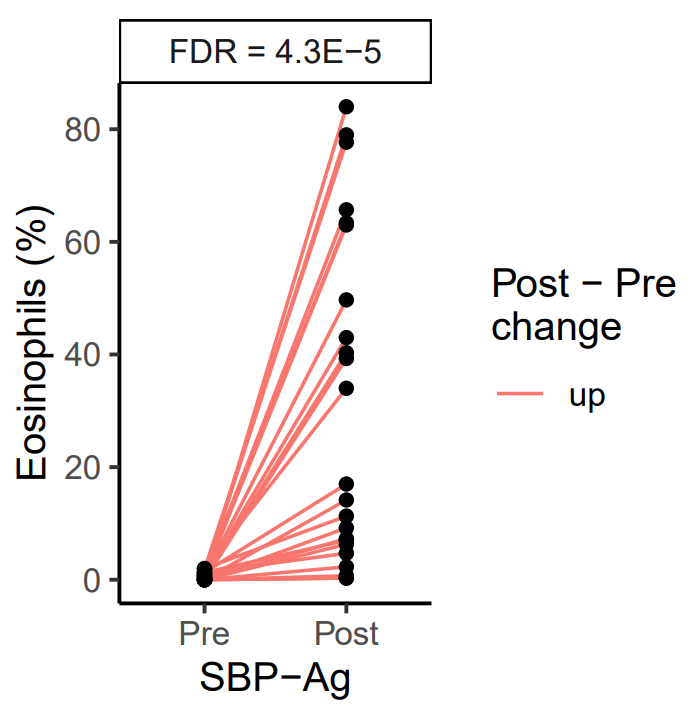 FDR = 4.3E−5
80
60
40
20
0
Eosinophils (%)
Pre Post
SBP−Ag
Post − Pre
change
up